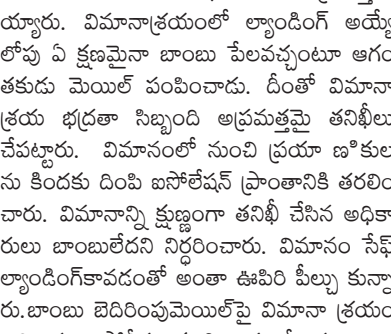 య్యారు. విమానాశ్రయంలో ల్యాండింగ్ అయ్యే
లోపు ఏ క్షణమైనా బాంబు పేలవచ్చంటూ ఆగం
తకుడు మెయిల్ పంపించాడు. దీంతో విమానా
శ్రయ భద్రతా సిబ్బంది అప్రమత్తమై తనిఖీలు
చేపట్టారు. విమానంలో నుంచి ప్రయా ణికుల
ను కిందకు దింపి ఐసోలేషన్ ప్రాంతానికి తరలిం
చారు. విమానాన్ని క్షుణ్ణంగా తనిఖీ చేసిన అధికా
రులు బాంబులేదని నిర్ధరించారు. విమానం సేఫ్
ల్యాండింగ్‌కావడంతో అంతా ఊపిరి పీల్చు కున్నా
రు.బాంబు బెదిరింపుమెయిల్‌పై విమానా శ్రయం